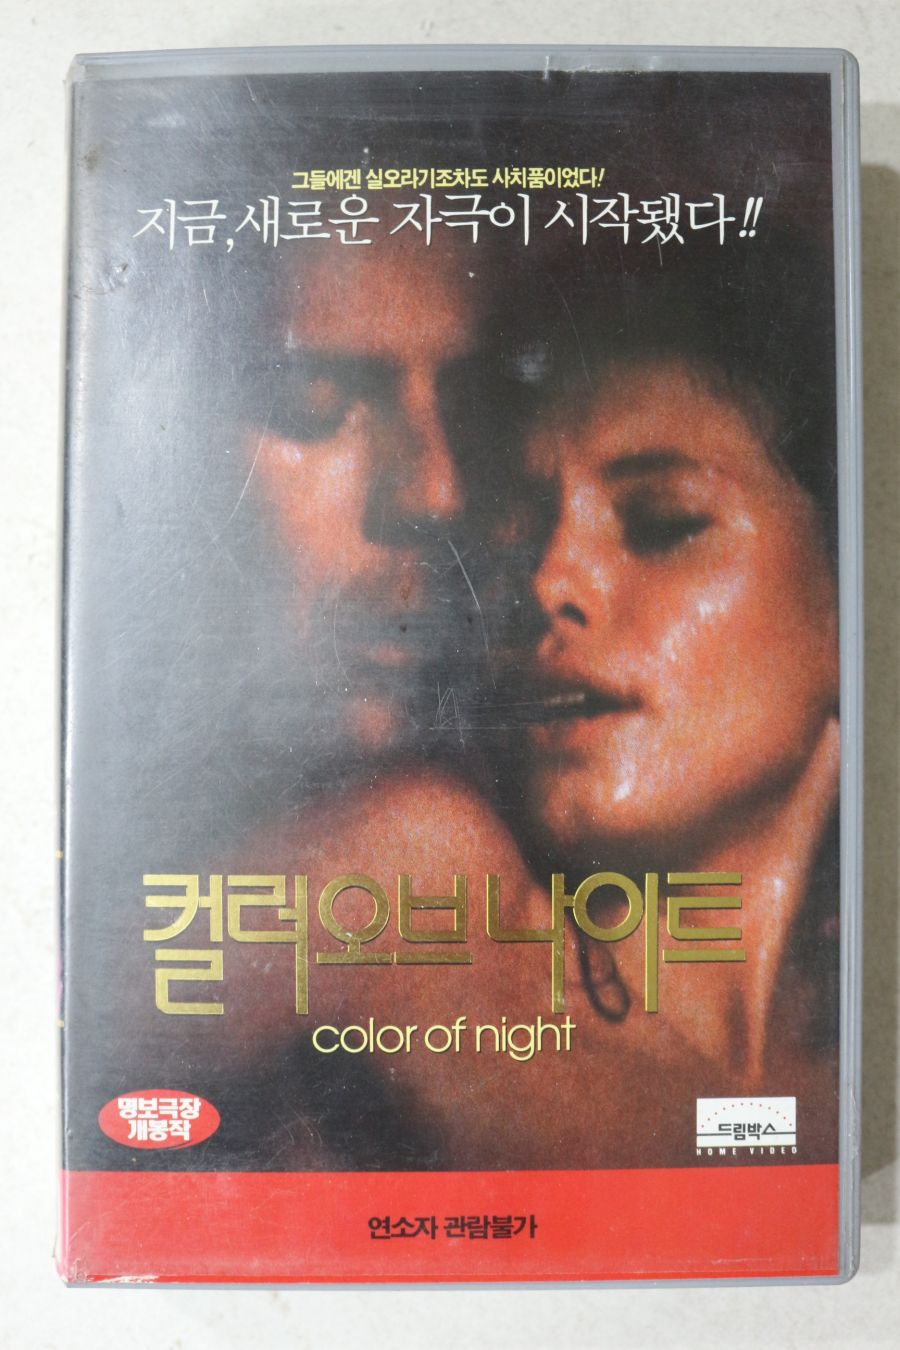 그들에겐 실오라기조차도 사치품이었다!
지금, 새로운 자극이 시작됐다!!
컬러 오브 나이트
color of night
명보극장
개봉작
드림박스
HOME VIDEO
연소자 관람불가